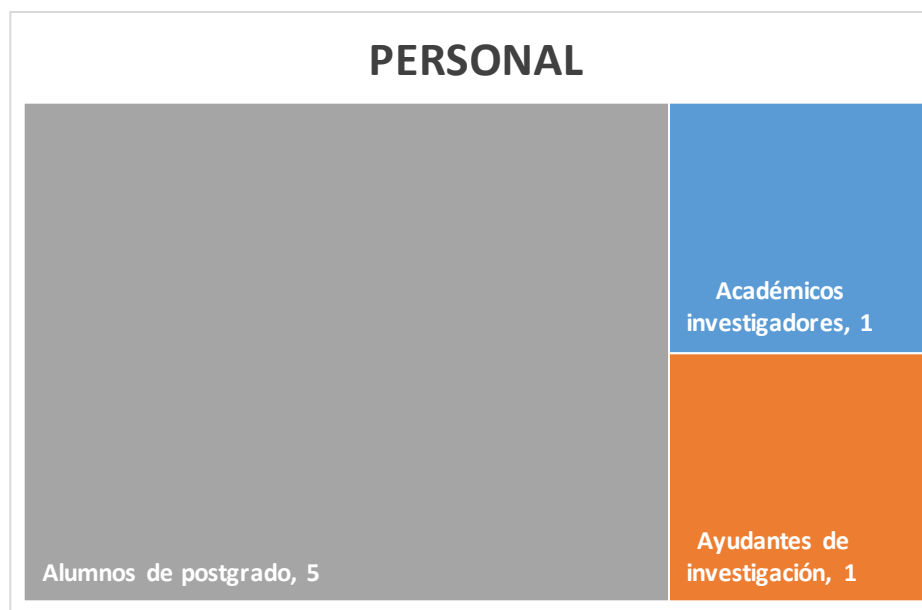 PERSONAL
Académicos
investigadores, 1
Ayudantes de
investigación, 1
Alumnos de postgrado, 5